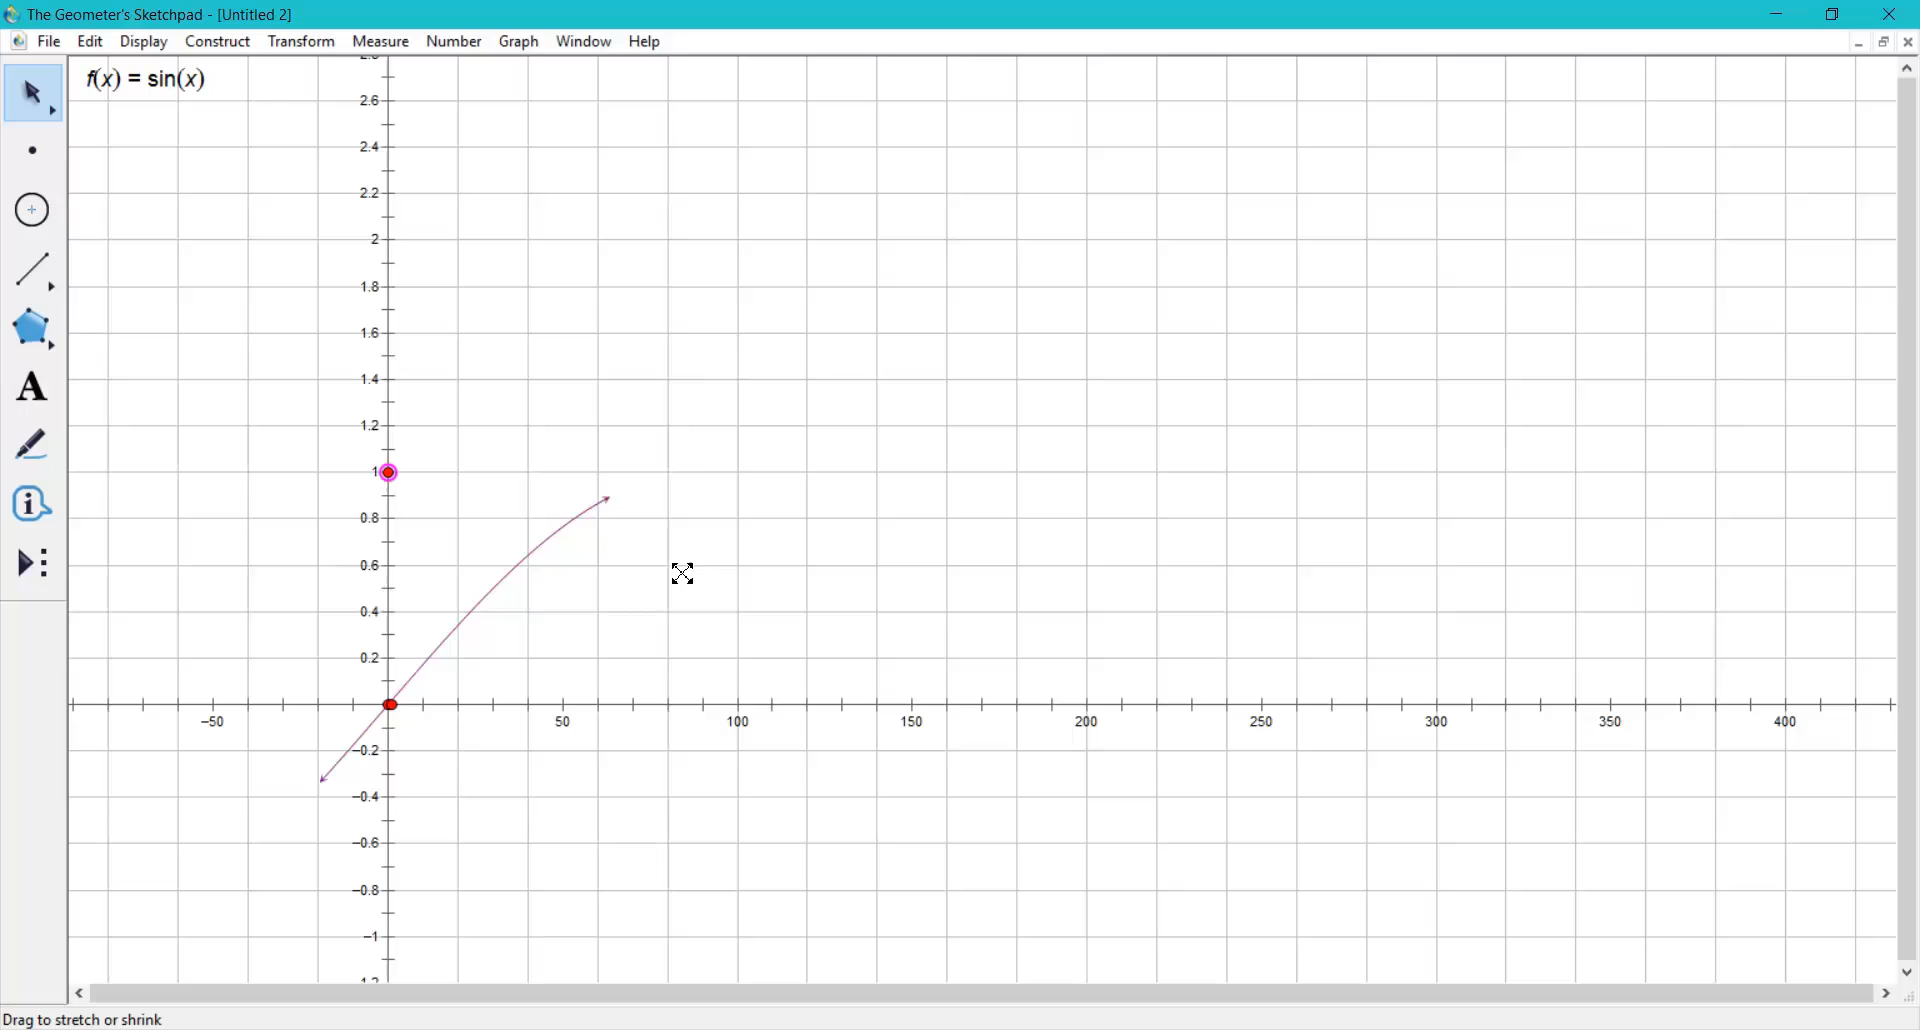 The Geometer's Sketchpad - [Untitled 2]
File Edit Display Construct Transform Measure Number Graph Window Help
f(x) = sin(x)
2.8
2.6
2.4
2.2
2
1.8
1.6
1.4
1.2
1
0.8
0.6
0.4
0.2
−50 50 100 150 200 250 300 350 400
−0.2
−0.4
−0.6
−0.8
−1
A
i
Drag to stretch or shrink